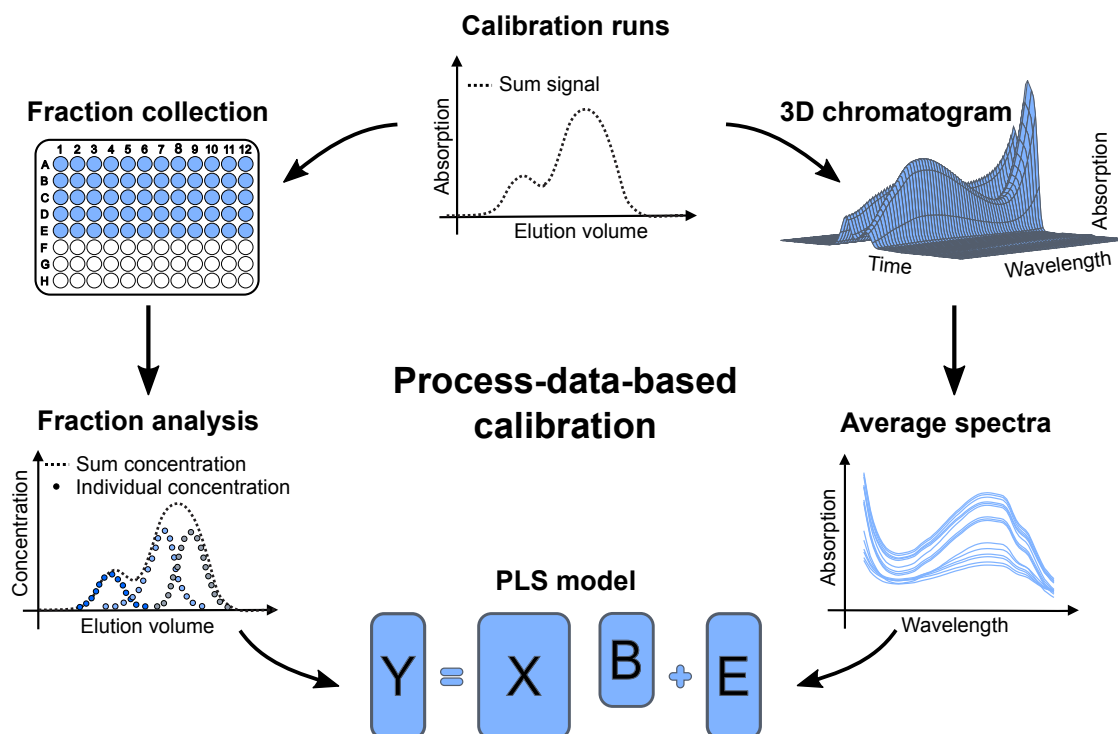 Calibration runs
Absorption
Sum signal
Elution volume
Fraction collection
1 2 3 4 5 6 7 8 9 10 11 12
A
B
C
D
E
F
G
H
3D chromatogram
Absorption
Time
Wavelength
Process-data-based
calibration
Fraction analysis
Sum concentration
Individual concentration
Concentration
Elution volume
Average spectra
Absorption
Wavelength
PLS model
Y = X B + E